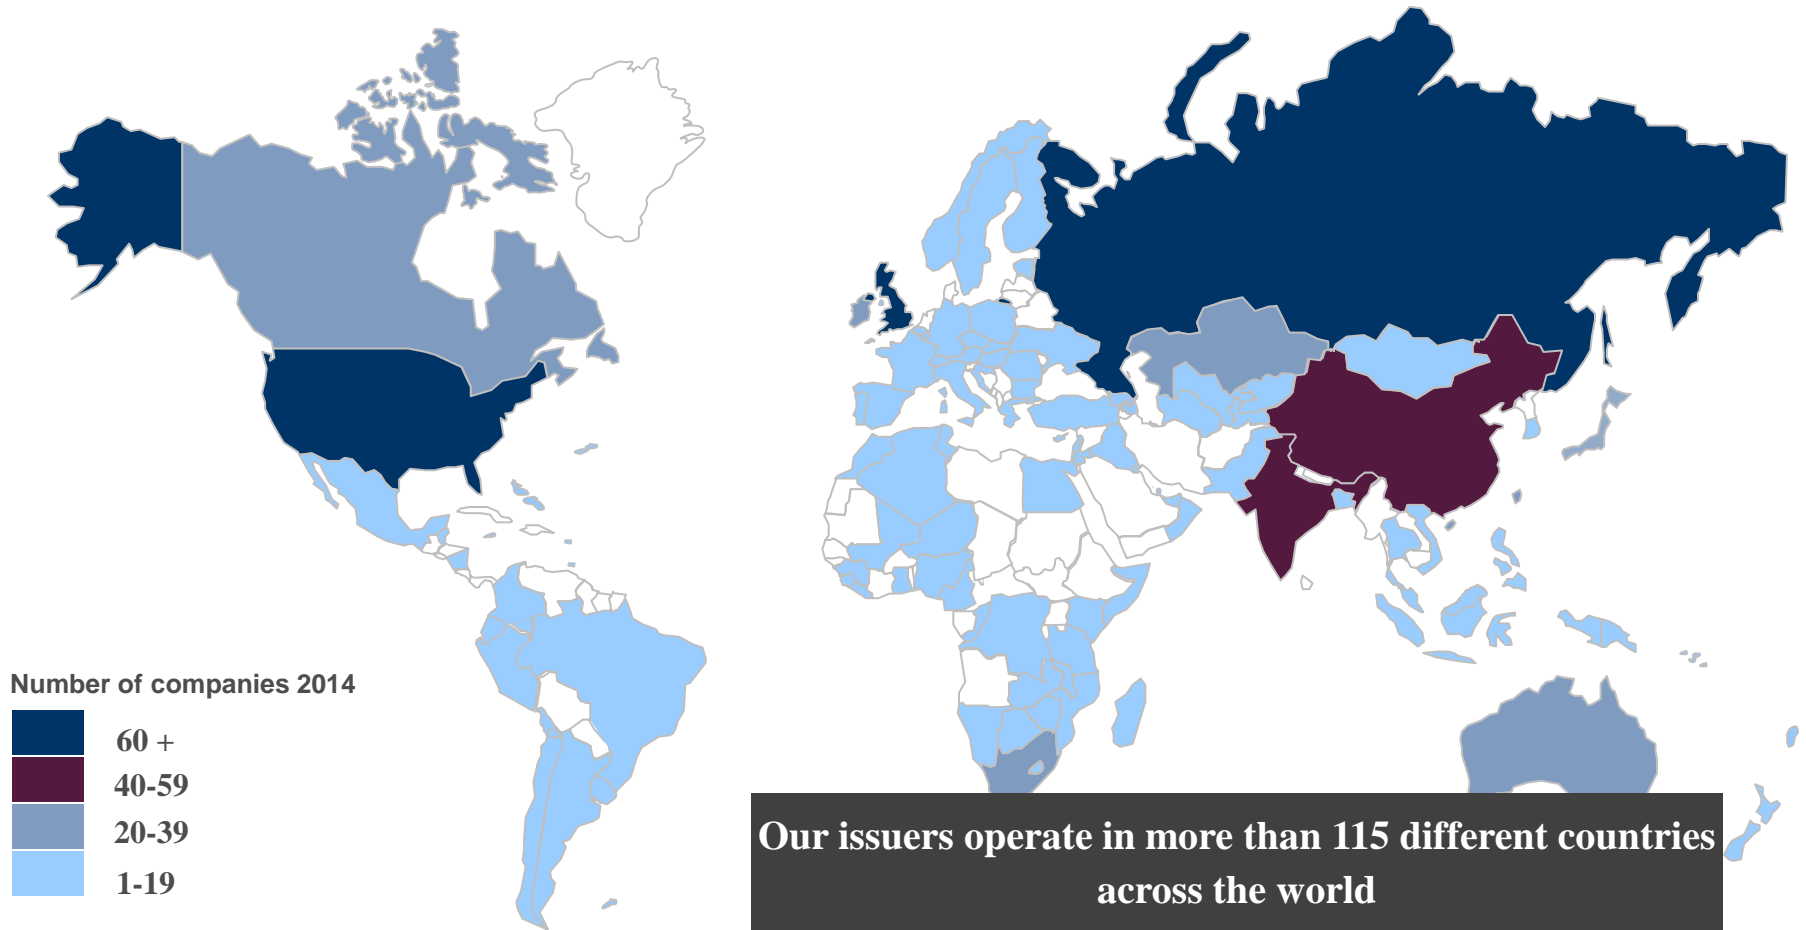 Number of companies 2014
60 +
40-59
20-39
1-19
Our issuers operate in more than 115 different countries
across the world